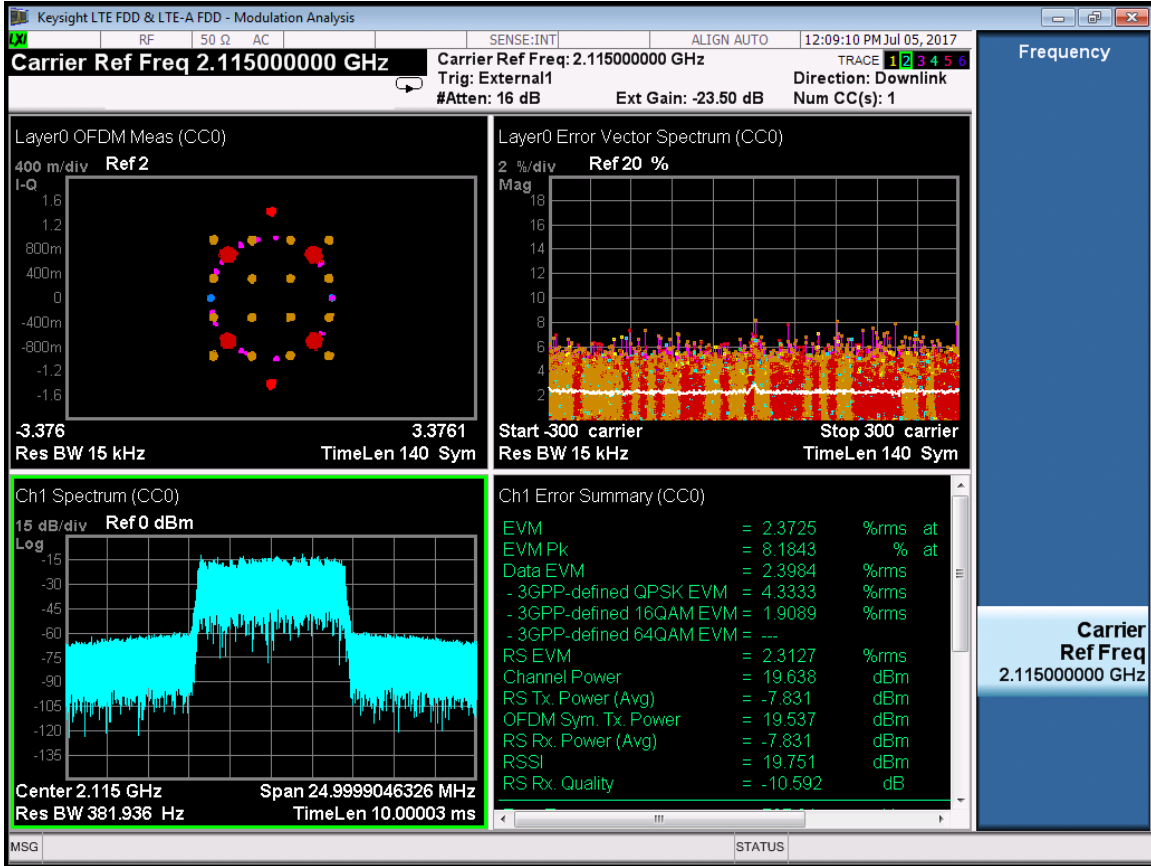 Keysight LTE FDD & LTE-A FDD - Modulation Analysis
LXI RF 50 Ω AC SENSE:INT ALIGN AUTO 12:09:10 PM Jul 05, 2017
Carrier Ref Freq 2.115000000 GHz
Carrier Ref Freq: 2.115000000 GHz
Trig: External1
#Atten: 16 dB Ext Gain: -23.50 dB
TRACE 1 2 3 4 5 6
Direction: Downlink
Num CC(s): 1
Frequency
Layer0 OFDM Meas (CC0)
400 m/div Ref 2
I-Q
1.6
1.2
800m
400m
0
-400m
-800m
-1.2
-1.6
-3.376 3.3761
Res BW 15 kHz TimeLen 140 Sym
Layer0 Error Vector Spectrum (CC0)
2 %/div Ref 20 %
Mag
18
16
14
12
10
8
6
4
2
Start -300 carrier Stop 300 carrier
Res BW 15 kHz TimeLen 140 Sym
Ch1 Spectrum (CC0)
15 dB/div Ref 0 dBm
Log
-15
-30
-45
-60
-75
-90
-105
-120
-135
Center 2.115 GHz Span 24.9999046326 MHz
Res BW 381.936 Hz TimeLen 10.00003 ms
Ch1 Error Summary (CC0)
EVM = 2.3725 %rms at
EVM Pk = 8.1843 % at
Data EVM = 2.3984 %rms
- 3GPP-defined QPSK EVM = 4.3333 %rms
- 3GPP-defined 16QAM EVM = 1.9089 %rms
- 3GPP-defined 64QAM EVM = ---
RS EVM = 2.3127 %rms
Channel Power = 19.638 dBm
RS Tx. Power (Avg) = -7.831 dBm
OFDM Sym. Tx. Power = 19.537 dBm
RS Rx. Power (Avg) = -7.831 dBm
RSSI = 19.751 dBm
RS Rx. Quality = -10.592 dB
Carrier
Ref Freq
2.115000000 GHz
MSG STATUS